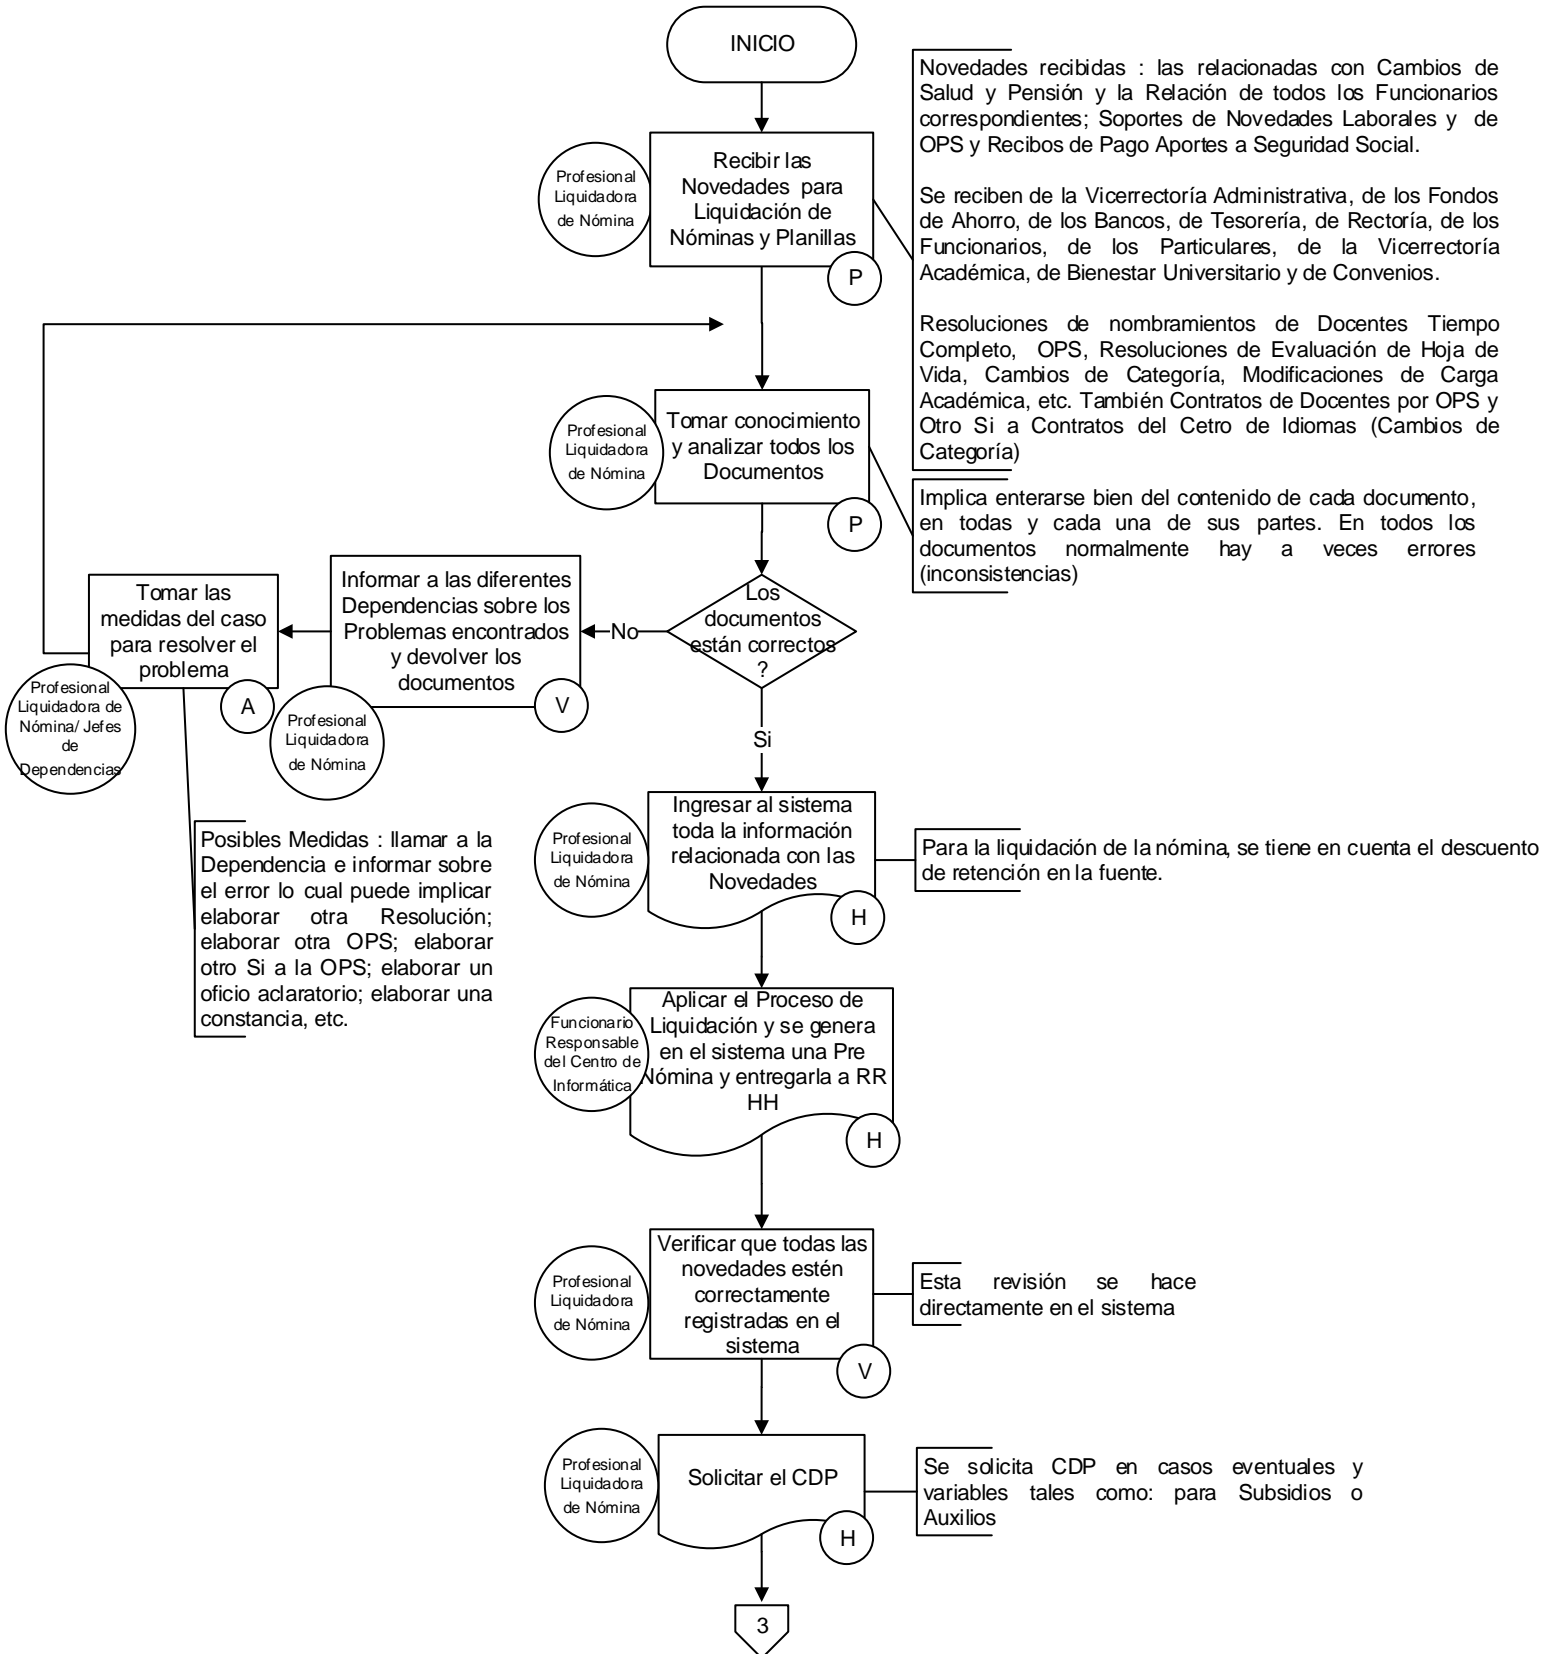 INICIO
Novedades recibidas : las relacionadas con Cambios de
Salud y Pensión y la Relación de todos los Funcionarios
correspondientes; Soportes de Novedades Laborales y de
OPS y Recibos de Pago Aportes a Seguridad Social.
Se reciben de la Vicerrectoría Administrativa, de los Fondos
de Ahorro, de los Bancos, de Tesorería, de Rectoría, de los
Funcionarios, de los Particulares, de la Vicerrectoría
Académica, de Bienestar Universitario y de Convenios.
Resoluciones de nombramientos de Docentes Tiempo
Completo, OPS, Resoluciones de Evaluación de Hoja de
Vida, Cambios de Categoría, Modificaciones de Carga
Académica, etc. También Contratos de Docentes por OPS y
Otro Si a Contratos del Cetro de Idiomas (Cambios de
Categoría)
Profesional
Liquidadora
de Nómina
Recibir las
Novedades para
Liquidación de
Nóminas y Planillas
P
Profesional
Liquidadora
de Nómina
Tomar conocimiento
y analizar todos los
Documentos
P
Implica enterarse bien del contenido de cada documento,
en todas y cada una de sus partes. En todos los
documentos normalmente hay a veces errores
(inconsistencias)
Los
documentos
están correctos
?
No
Informar a las diferentes
Dependencias sobre los
Problemas encontrados
y devolver los
documentos
V
Profesional
Liquidadora
de Nómina
Tomar las
medidas del caso
para resolver el
problema
A
Profesional
Liquidadora de
Nómina/ Jefes
de
Dependencias
Posibles Medidas : llamar a la
Dependencia e informar sobre
el error lo cual puede implicar
elaborar otra Resolución;
elaborar otra OPS; elaborar
otro Si a la OPS; elaborar un
oficio aclaratorio; elaborar una
constancia, etc.
Si
Profesional
Liquidadora
de Nómina
Ingresar al sistema
toda la información
relacionada con las
Novedades
H
Para la liquidación de la nómina, se tiene en cuenta el descuento
de retención en la fuente.
Funcionario
Responsable
del Centro de
Informática
Aplicar el Proceso de
Liquidación y se genera
en el sistema una Pre
Nómina y entregarla a RR
HH
H
Profesional
Liquidadora
de Nómina
Verificar que todas las
novedades estén
correctamente
registradas en el
sistema
V
Esta revisión se hace
directamente en el sistema
Profesional
Liquidadora
de Nómina
Solicitar el CDP
H
Se solicita CDP en casos eventuales y
variables tales como: para Subsidios o
Auxilios
3